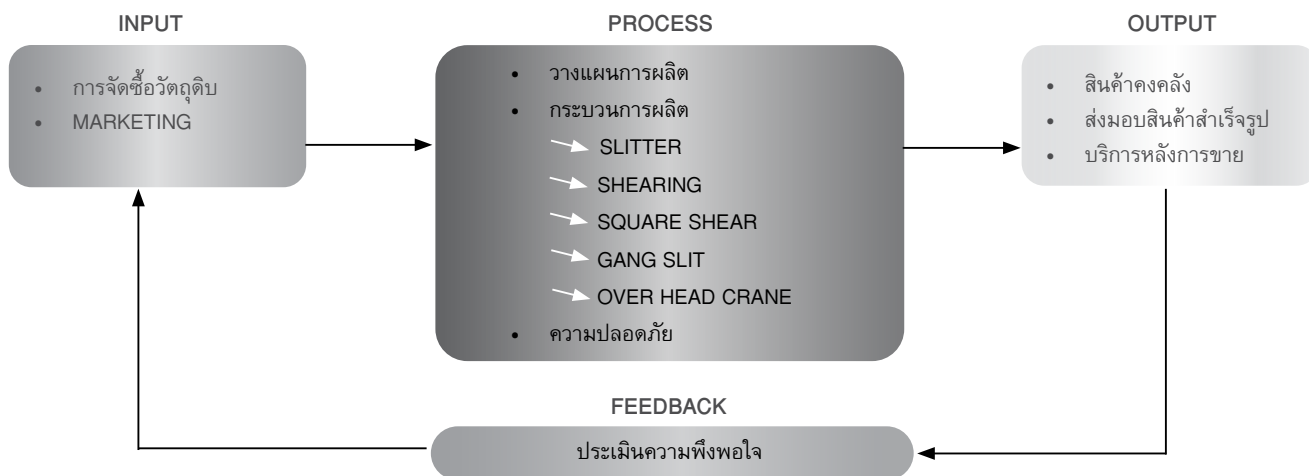 INPUT
• การจัดซื้อวัตถุดิบ
• MARKETING
PROCESS
• วางแผนการผลิต
• กระบวนการผลิต
SLITTER
SHEARING
SQUARE SHEAR
GANG SLIT
OVER HEAD CRANE
• ความปลอดภัย
OUTPUT
• สินค้าคงคลัง
• ส่งมอบสินค้าสำเร็จรูป
• บริการหลังการขาย
FEEDBACK
ประเมินความพึงพอใจ